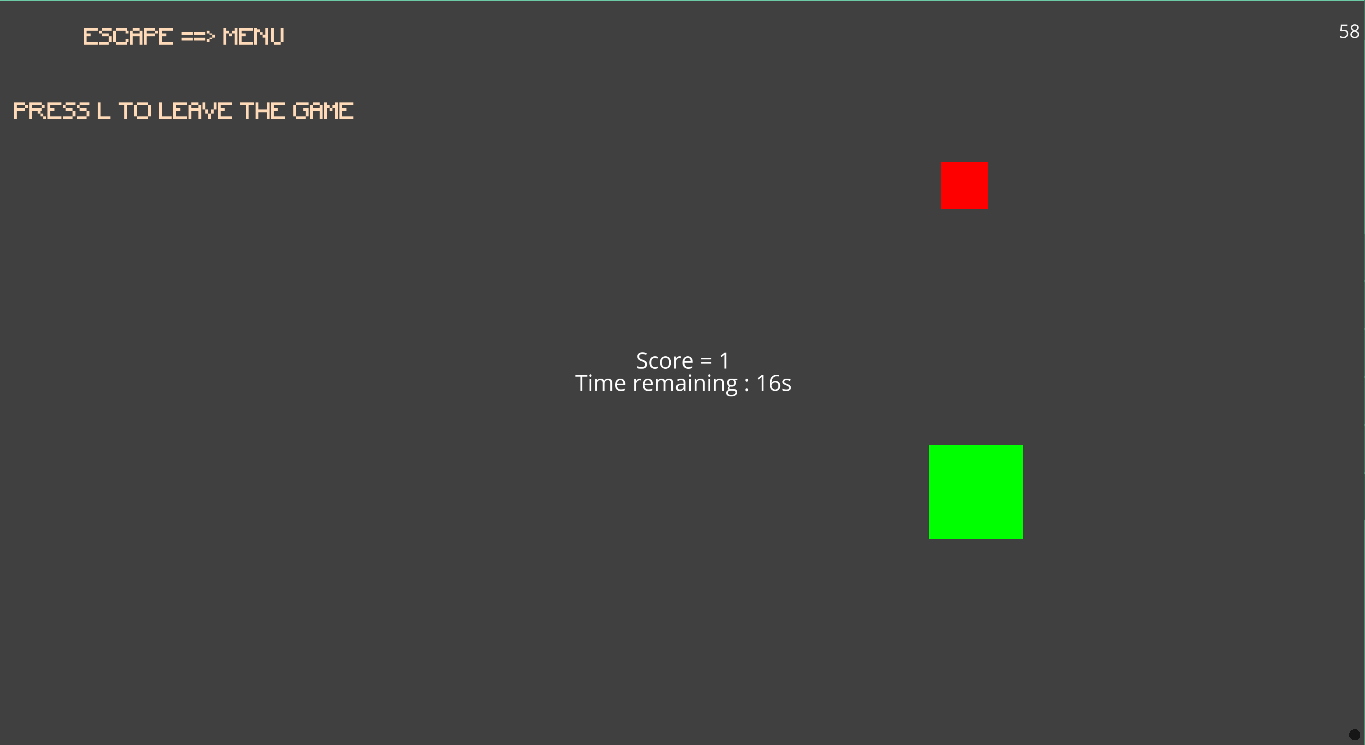 ESCAPE ==> MENU
58
PRESS L TO LEAVE THE GAME
Score = 1
Time remaining : 16s